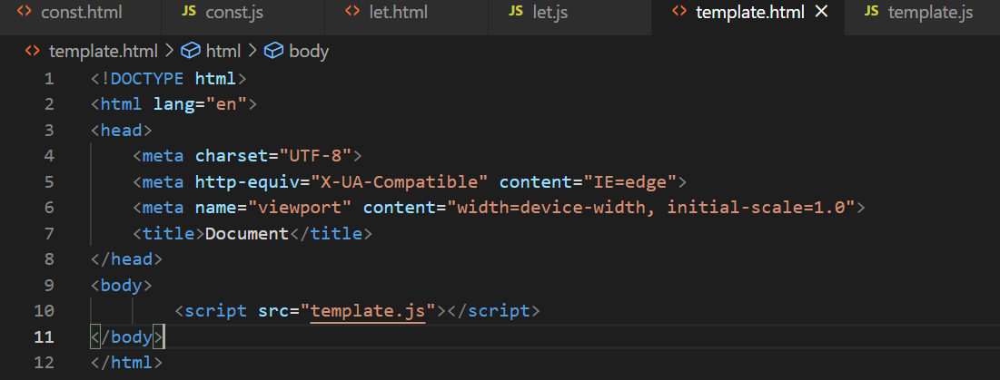 const.html JS const.js let.html JS let.js template.html JS template.js
template.html > html > body
1 <!DOCTYPE html>
2 <html lang="en">
3 <head>
4 <meta charset="UTF-8">
5 <meta http-equiv="X-UA-Compatible" content="IE=edge">
6 <meta name="viewport" content="width=device-width, initial-scale=1.0">
7 <title>Document</title>
8 </head>
9 <body>
10 <script src="template.js"></script>
11 </body>
12 </html>